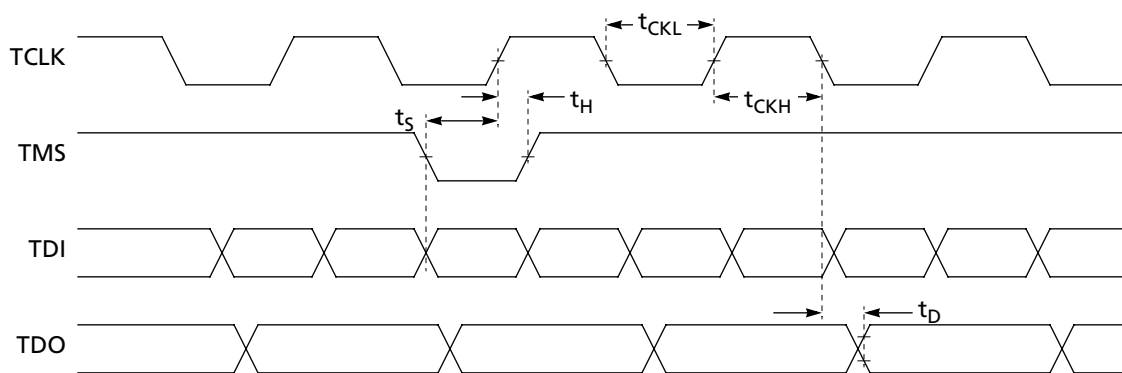 t_CKL
TCLK
t_H
t_CKH
t_S
TMS
TDI
t_D
TDO